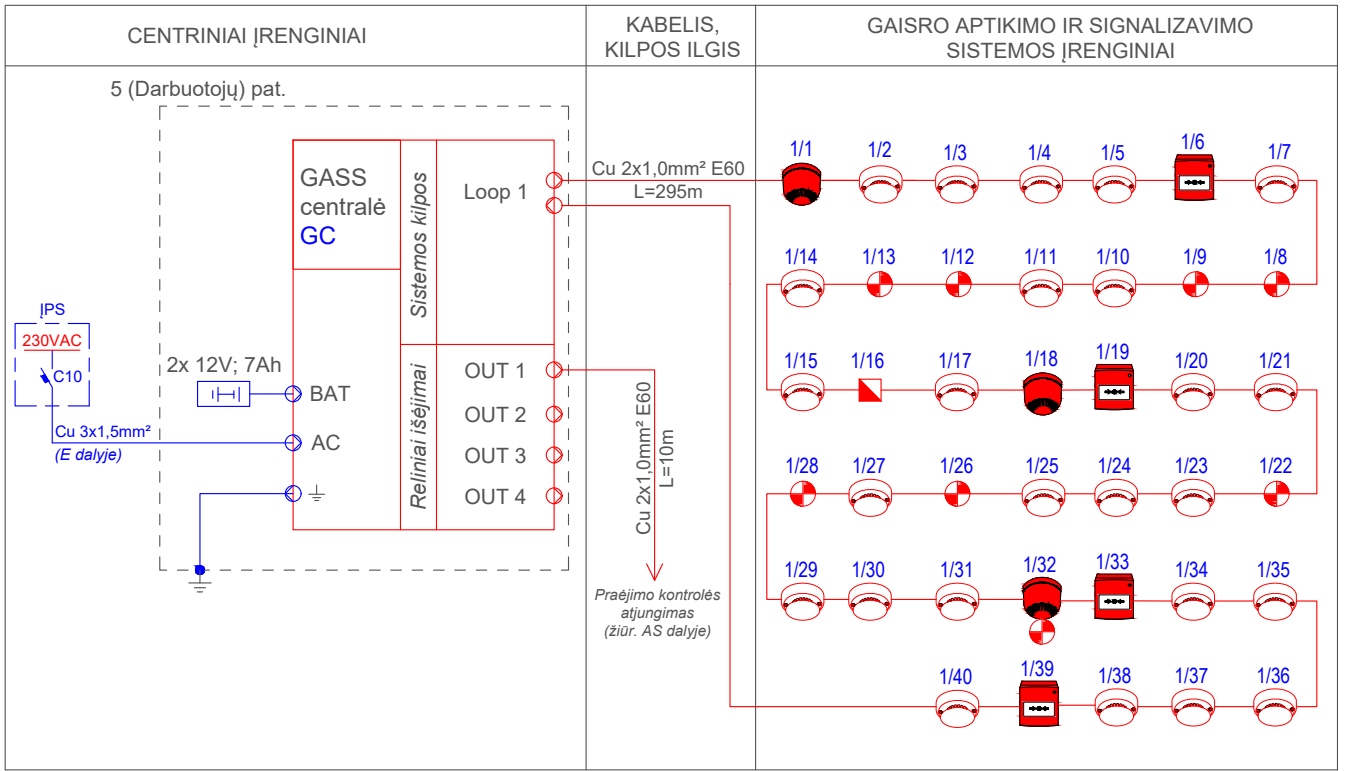 CENTRINIAI ĮRENGINIAI
KABELIS,
KILPOS ILGIS
GAISRO APTIKIMO IR SIGNALIZAVIMO
SISTEMOS ĮRENGINIAI
5 (Darbuotojų) pat.
GASS
centralė
GC
Sistemos kilpos
Loop 1
Reliniai išėjimai
OUT 1
OUT 2
OUT 3
OUT 4
BAT
AC
2x 12V; 7Ah
ĮPS
230VAC
C10
Cu 3x1,5mm²
(E dalyje)
Cu 2x1,0mm² E60
L=295m
Cu 2x1,0mm² E60
L=10m
Praėjimo kontrolės
atjungimas
(žiūr. AS dalyje)
1/1 1/2 1/3 1/4 1/5 1/6 1/7
1/14 1/13 1/12 1/11 1/10 1/9 1/8
1/15 1/16 1/17 1/18 1/19 1/20 1/21
1/28 1/27 1/26 1/25 1/24 1/23 1/22
1/29 1/30 1/31 1/32 1/33 1/34 1/35
1/40 1/39 1/38 1/37 1/36